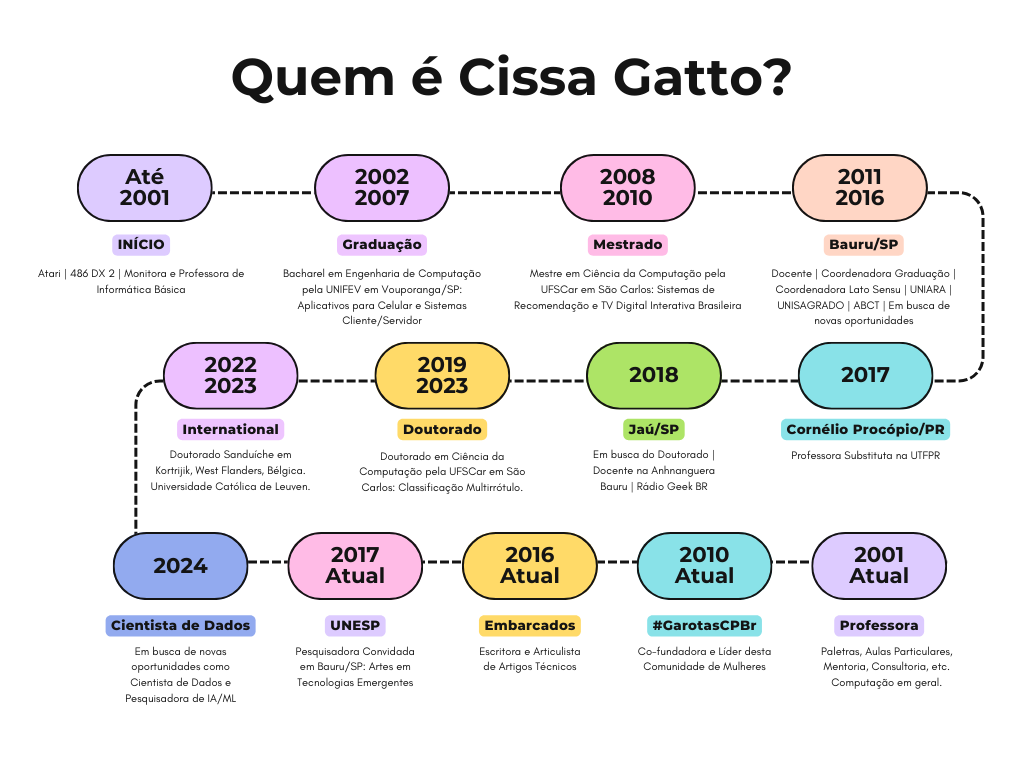 Quem é Cissa Gatto?
Até
2001
INÍCIO
Atari | 486 DX 2 | Monitora e Professora de
Informática Básica
2002
2007
Graduação
Bacharel em Engenharia de Computação
pela UNIFEV em Vouporanga/SP:
Aplicativos para Celular e Sistemas
Cliente/Servidor
2008
2010
Mestrado
Mestre em Ciência da Computação pela
UFSCar em São Carlos: Sistemas de
Recomendação e TV Digital Interativa Brasileira
2011
2016
Bauru/SP
Docente | Coordenadora Graduação |
Coordenadora Lato Sensu | UNIARA |
UNISAGRADO | ABCT | Em busca de
novas oportunidades
2022
2023
International
Doutorado Sanduíche em
Kortrijk, West Flanders, Bélgica.
Universidade Católica de Leuven.
2019
2023
Doutorado
Doutorado em Ciência da
Computação pela UFSCar em São
Carlos: Classificação Multirrótulo.
2018
Jaú/SP
Em busca do Doutorado |
Docente na Anhnanguera
Bauru | Rádio Geek BR
2017
Cornélio Procópio/PR
Professora Substituta na UTFPR
2024
Cientista de Dados
Em busca de novas
oportunidades como
Cientista de Dados e
Pesquisadora de IA/ML
2017
Atual
UNESP
Pesquisadora Convidada
em Bauru/SP: Artes em
Tecnologias Emergentes
2016
Atual
Embarcados
Escritora e Articulista
de Artigos Técnicos
2010
Atual
#GarotasCPBr
Co-fundadora e Líder desta
Comunidade de Mulheres
2001
Atual
Professora
Paletras, Aulas Particulares,
Mentoria, Consultoria, etc.
Computação em geral.